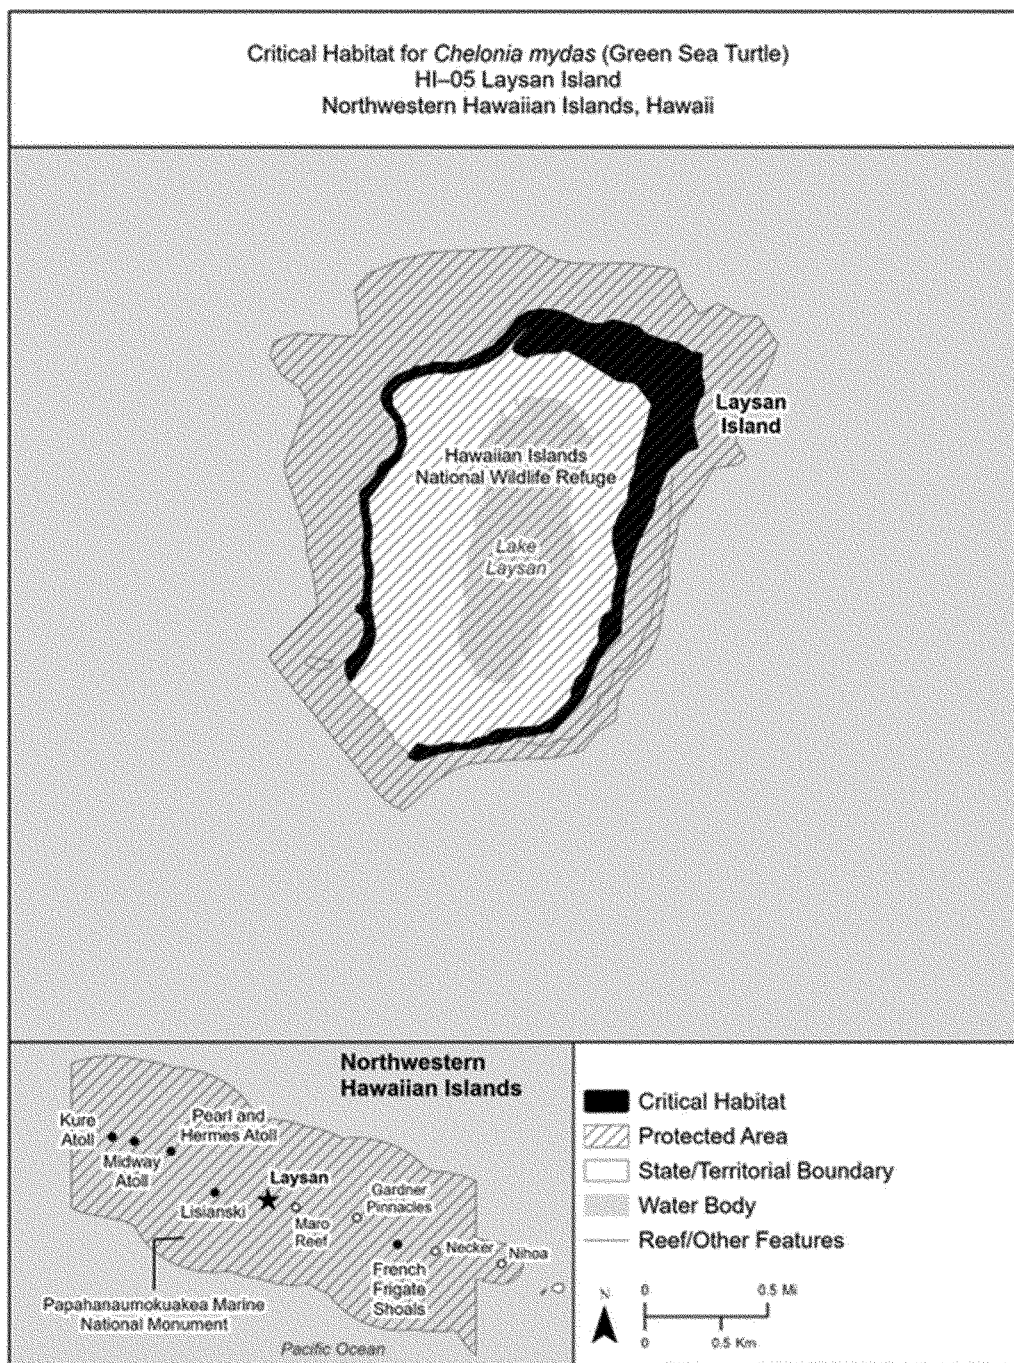 Critical Habitat for Chelonia mydas (Green Sea Turtle)
HI–05 Laysan Island
Northwestern Hawaiian Islands, Hawaii
Laysan
Island
Hawaiian Islands
National Wildlife Refuge
Lake
Laysan
Northwestern
Hawaiian Islands
Kure
Atoll
Midway
Atoll
Pearl and
Hermes Atoll
Lisianski
Laysan
Maro
Reef
Gardner
Pinnacles
French
Frigate
Shoals
Necker
Nihoa
Papahanaumokuakea Marine
National Monument
Pacific Ocean
Critical Habitat
Protected Area
State/Territorial Boundary
Water Body
Reef/Other Features
N
0 0.5 Mi
0 0.5 Km